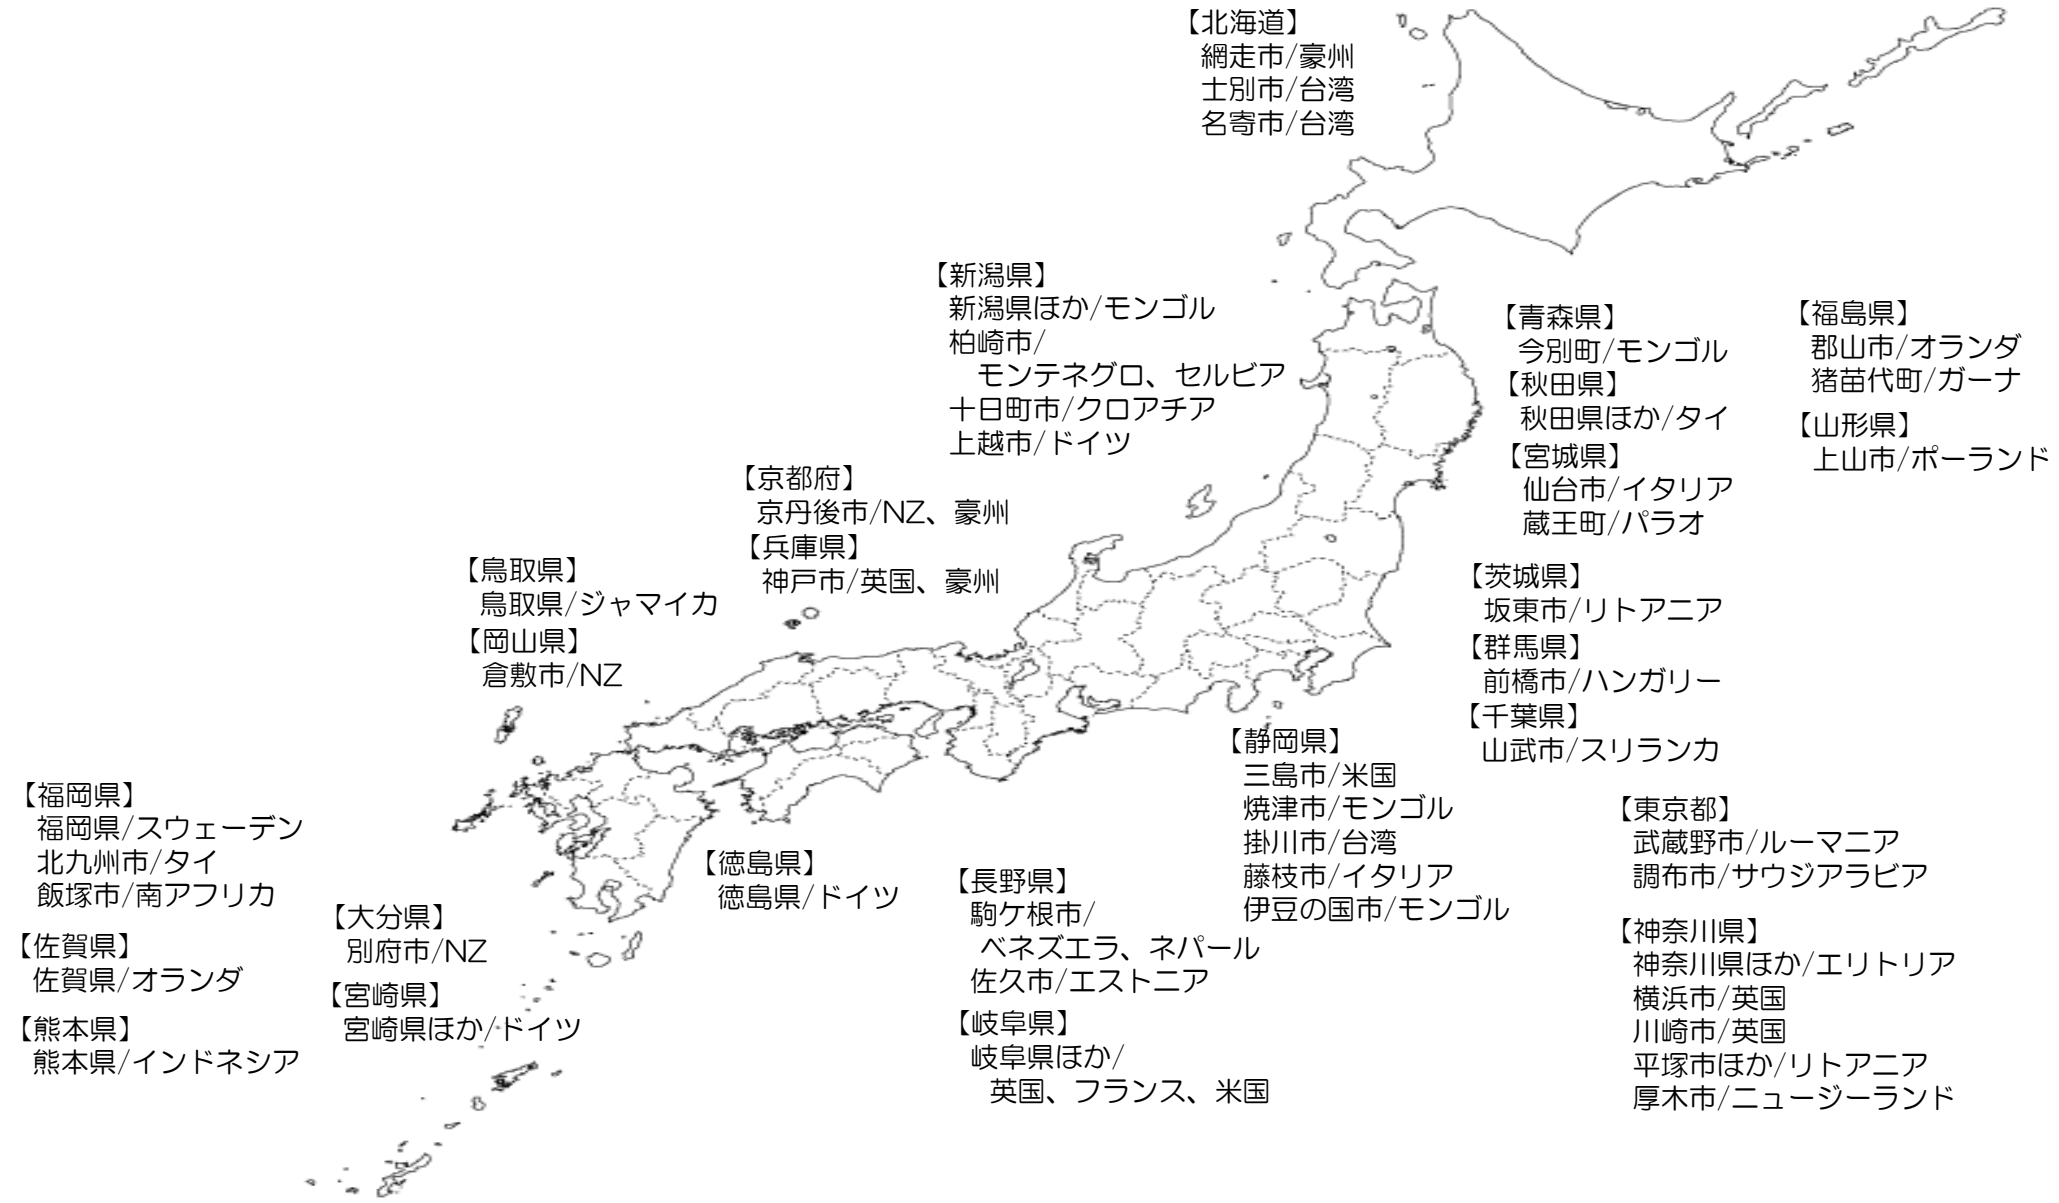 【北海道】
網走市/豪州
士別市/台湾
名寄市/台湾
【新潟県】
新潟県ほか/モンゴル
柏崎市/
モンテネグロ、セルビア
十日町市/クロアチア
上越市/ドイツ
【青森県】
今別町/モンゴル
【秋田県】
秋田県ほか/タイ
【宮城県】
仙台市/イタリア
蔵王町/パラオ
【福島県】
郡山市/オランダ
猪苗代町/ガーナ
【山形県】
上山市/ポーランド
【京都府】
京丹後市/NZ、豪州
【兵庫県】
神戸市/英国、豪州
【鳥取県】
鳥取県/ジャマイカ
【岡山県】
倉敷市/NZ
【茨城県】
坂東市/リトアニア
【群馬県】
前橋市/ハンガリー
【千葉県】
山武市/スリランカ
【静岡県】
三島市/米国
焼津市/モンゴル
掛川市/台湾
藤枝市/イタリア
伊豆の国市/モンゴル
【東京都】
武蔵野市/ルーマニア
調布市/サウジアラビア
【神奈川県】
神奈川県ほか/エリトリア
横浜市/英国
川崎市/英国
平塚市ほか/リトアニア
厚木市/ニュージーランド
【福岡県】
福岡県/スウェーデン
北九州市/タイ
飯塚市/南アフリカ
【佐賀県】
佐賀県/オランダ
【熊本県】
熊本県/インドネシア
【大分県】
別府市/NZ
【宮崎県】
宮崎県ほか/ドイツ
【徳島県】
徳島県/ドイツ
【長野県】
駒ケ根市/
ベネズエラ、ネパール
佐久市/エストニア
【岐阜県】
岐阜県ほか/
英国、フランス、米国